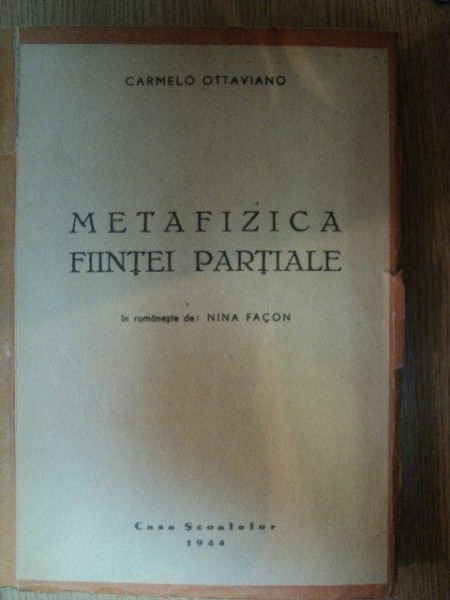 CARMELO OTTAVIANO
METAFIZICA
FIINȚEI PARȚIALE
în românește de: NINA FAÇON
Casa Școalelor
1944